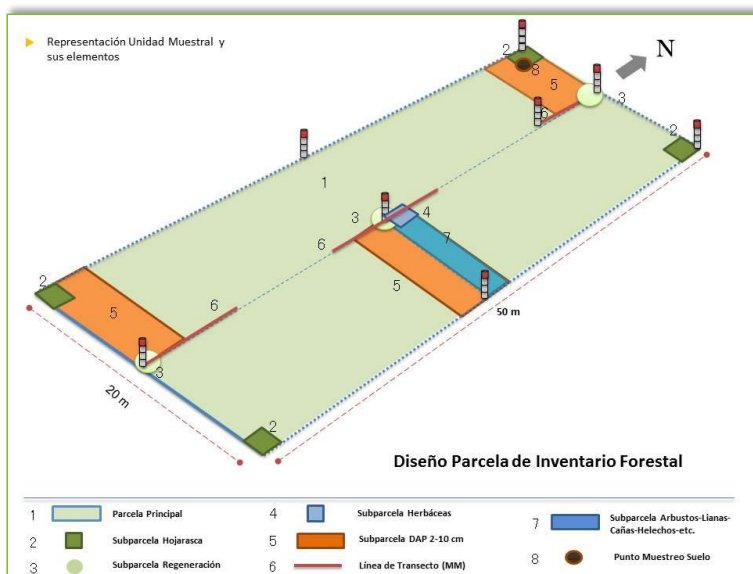 Representación Unidad Muestral y
sus elementos
N
2
8
5
3
6
2
1
3
4
7
6
5
2
5
6
3
2
50 m
20 m
Diseño Parcela de Inventario Forestal
1 Parcela Principal
2 Subparcela Hojarasca
3 Subparcela Regeneración
4 Subparcela Herbáceas
5 Subparcela DAP 2-10 cm
6 Línea de Transecto (MM)
7 Subparcela Arbustos-Lianas-
Cañas-Helechos-etc.
8 Punto Muestreo Suelo